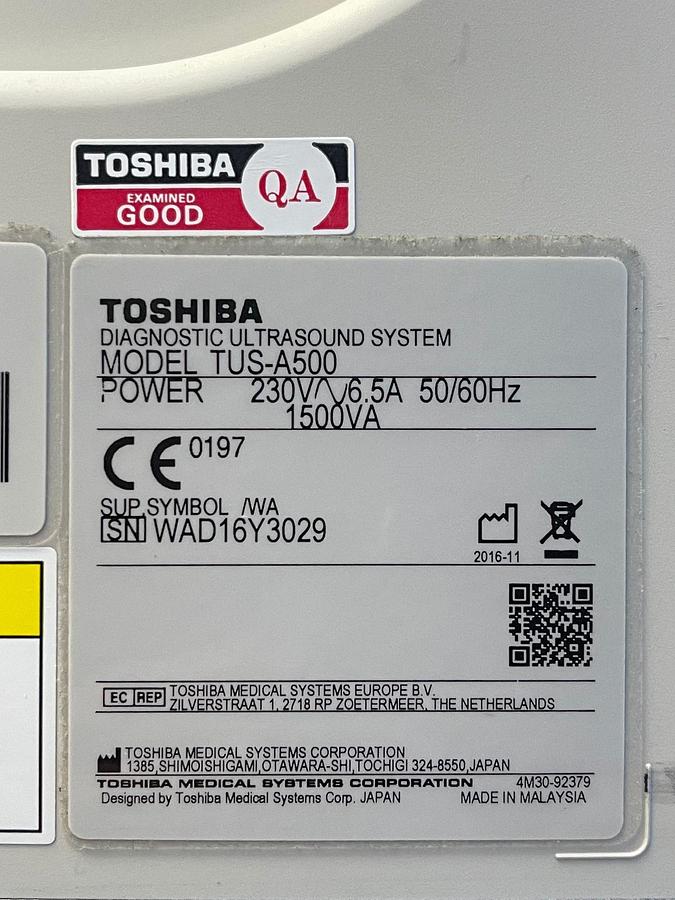 TOSHIBA
EXAMINED
GOOD
QA
TOSHIBA
DIAGNOSTIC ULTRASOUND SYSTEM
MODEL TUS-A500
POWER 230V 6.5A 50/60Hz
1500VA
CE 0197
SUP.SYMBOL /WA
SN WAD16Y3029
2016-11
EC REP TOSHIBA MEDICAL SYSTEMS EUROPE B.V.
ZILVERSTRAAT 1, 2718 RP ZOETERMEER, THE NETHERLANDS
TOSHIBA MEDICAL SYSTEMS CORPORATION
1385,SHIMOISHIGAMI,OTAWARA-SHI,TOCHIGI 324-8550,JAPAN
TOSHIBA MEDICAL SYSTEMS CORPORATION 4M30-92379
Designed by Toshiba Medical Systems Corp. JAPAN MADE IN MALAYSIA